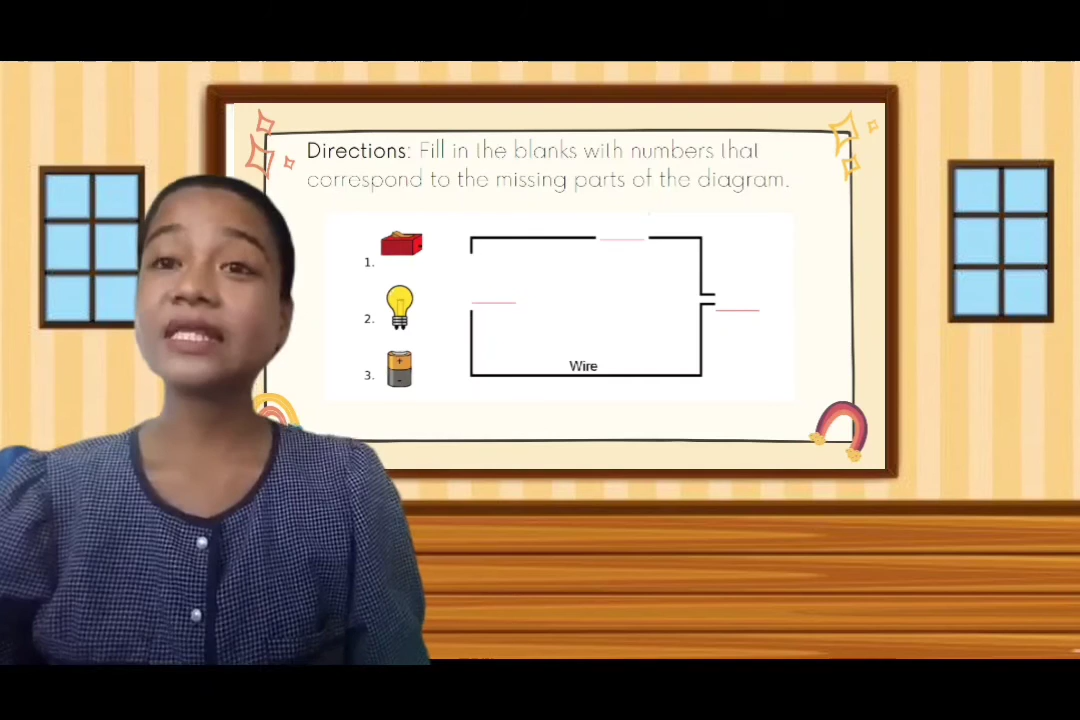 Directions: Fill in the blanks with numbers that
correspond to the missing parts of the diagram.
1.
2.
3.
+
-
Wire